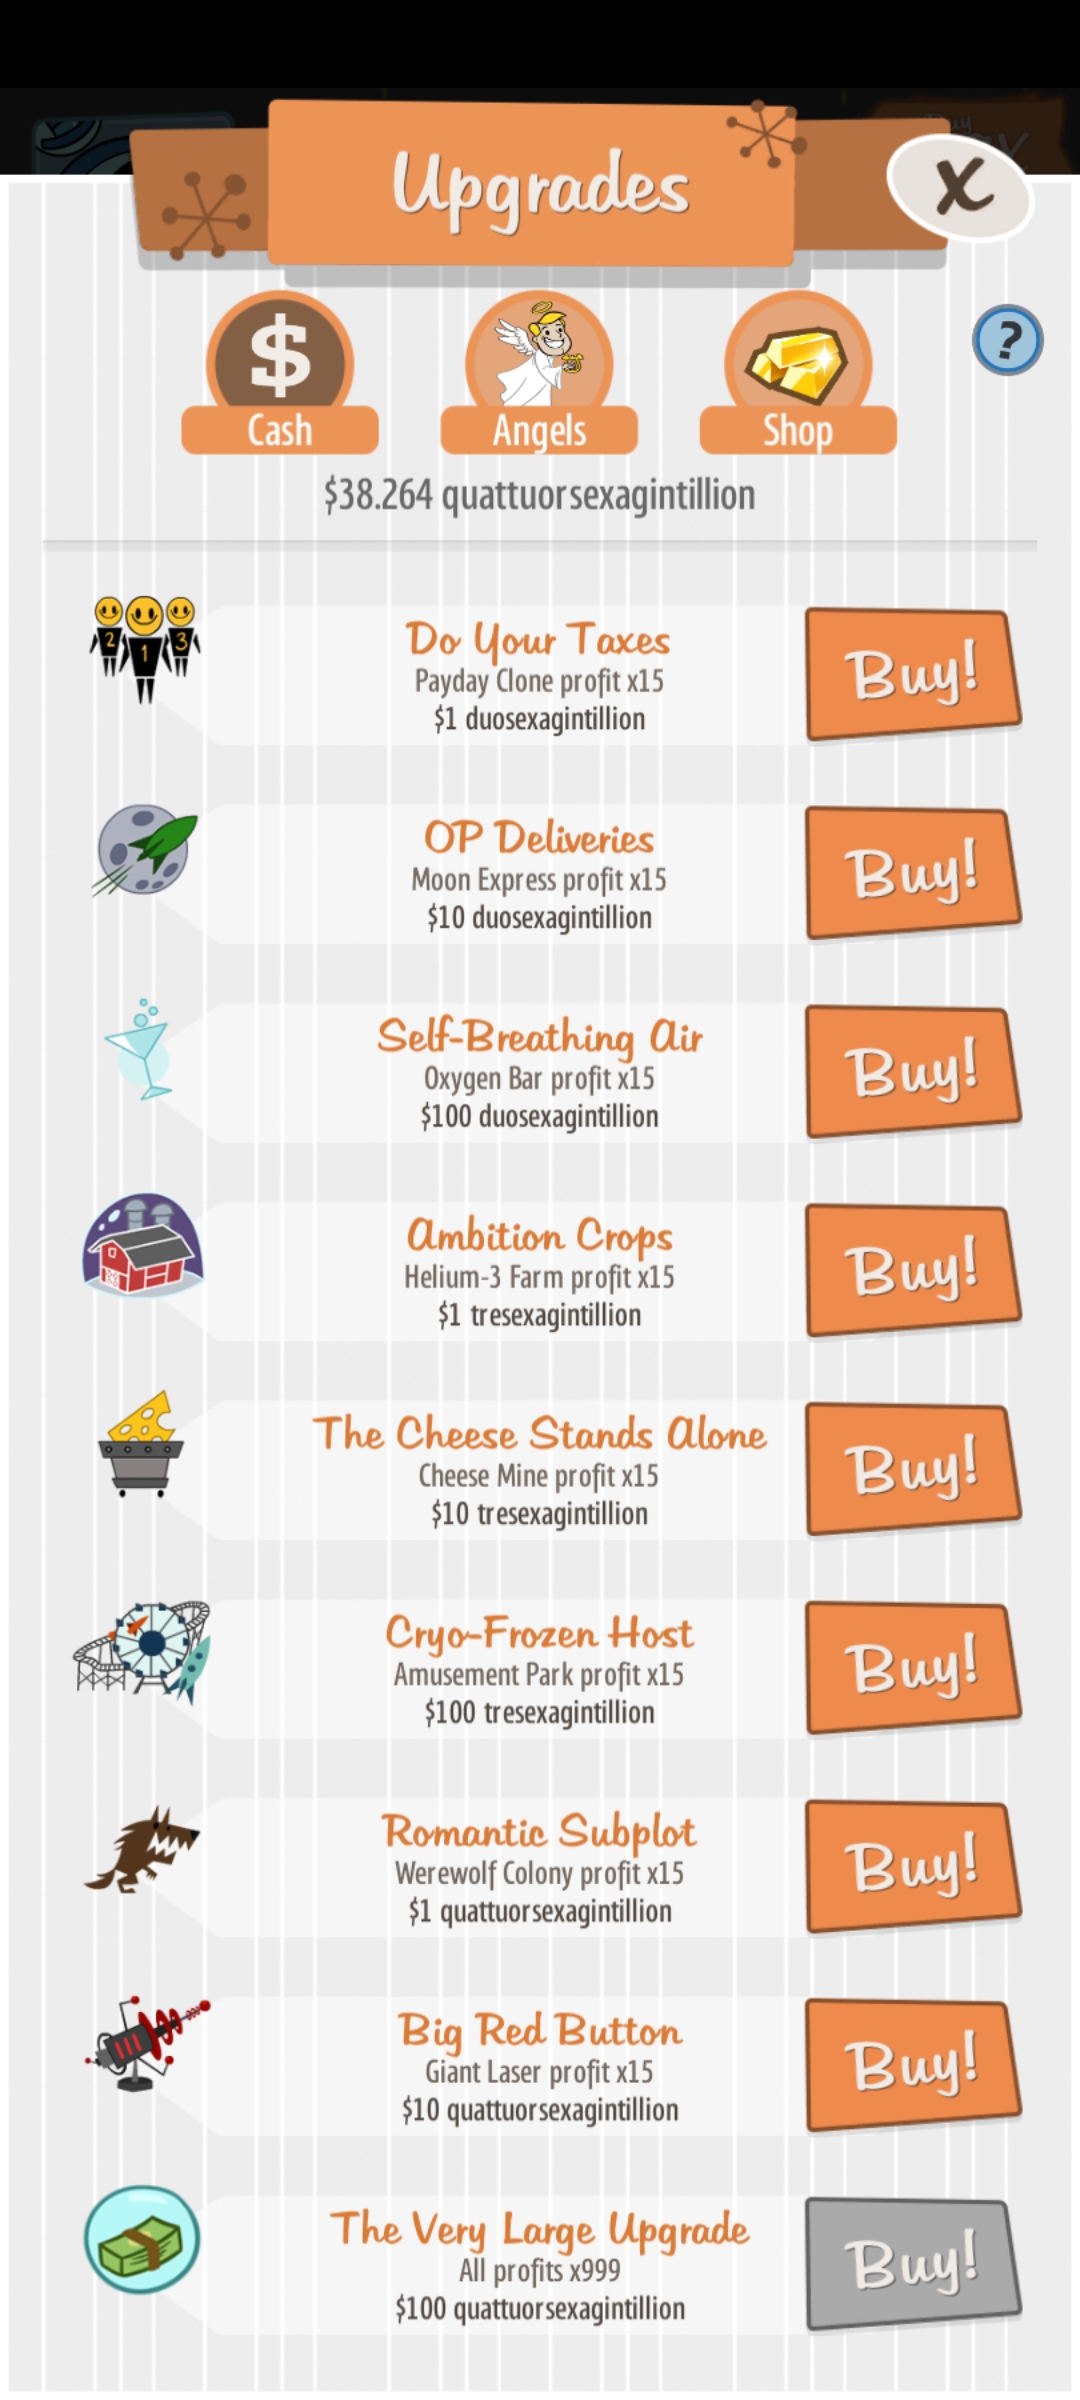 Upgrades
X
$
?
Cash
Angels
Shop
$38.264 quattuorsexagintillion
2
1
3
Do Your Taxes
Payday Clone profit x15
$1 duosexagintillion
Buy!
OP Deliveries
Moon Express profit x15
$10 duosexagintillion
Buy!
Self-Breathing Air
Oxygen Bar profit x15
$100 duosexagintillion
Buy!
Ambition Crops
Helium-3 Farm profit x15
$1 tresexagintillion
Buy!
The Cheese Stands Alone
Cheese Mine profit x15
$10 tresexagintillion
Buy!
Cryo-Frozen Host
Amusement Park profit x15
$100 tresexagintillion
Buy!
Romantic Subplot
Werewolf Colony profit x15
$1 quattuorsexagintillion
Buy!
Big Red Button
Giant Laser profit x15
$10 quattuorsexagintillion
Buy!
The Very Large Upgrade
All profits x999
$100 quattuorsexagintillion
Buy!